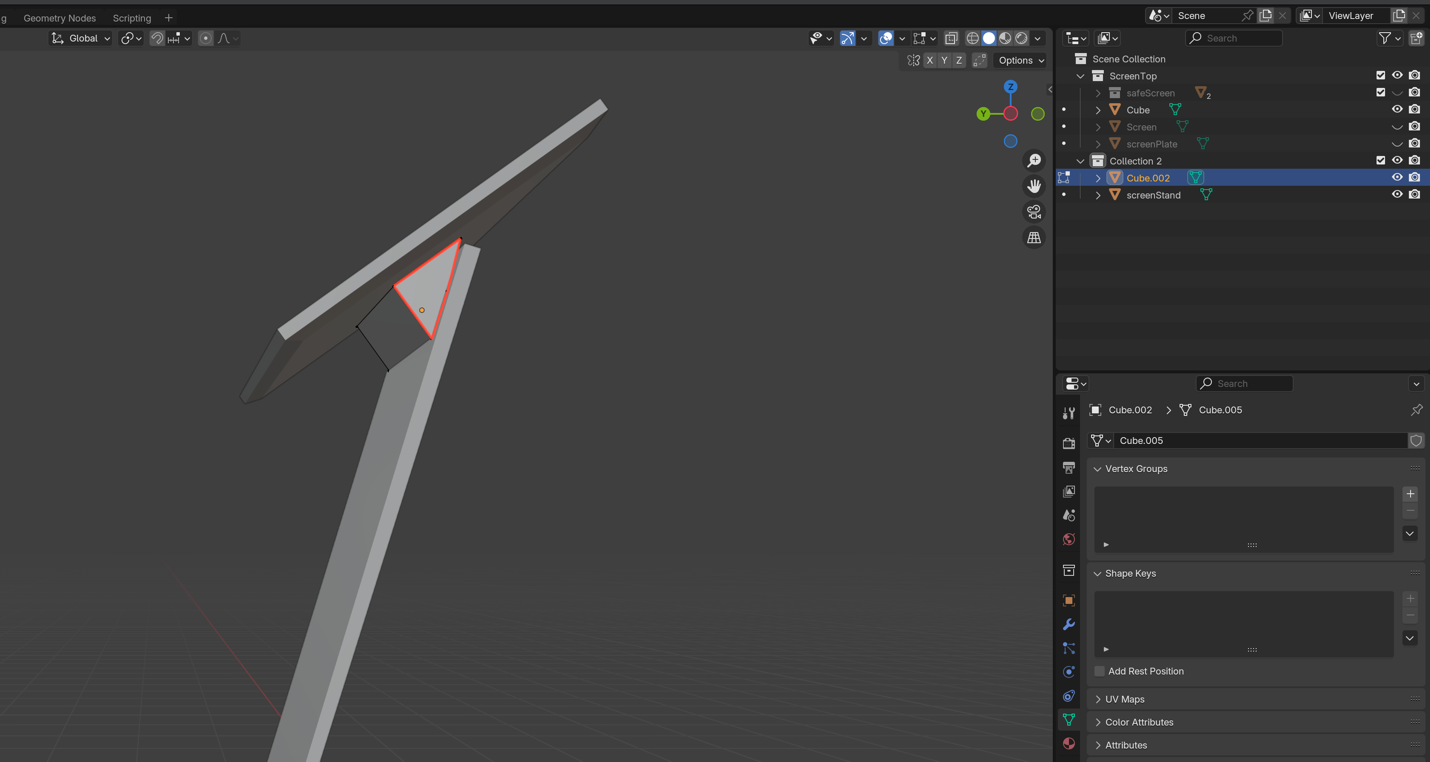 g Geometry Nodes Scripting +
Scene ViewLayer
Global
Search
X Y Z Options
Scene Collection
ScreenTop
safeScreen 2
Cube
Screen
screenPlate
Collection 2
Cube.002
screenStand
Z
Y
Search
Cube.002 > Cube.005
Cube.005
Vertex Groups
Shape Keys
Add Rest Position
UV Maps
Color Attributes
Attributes